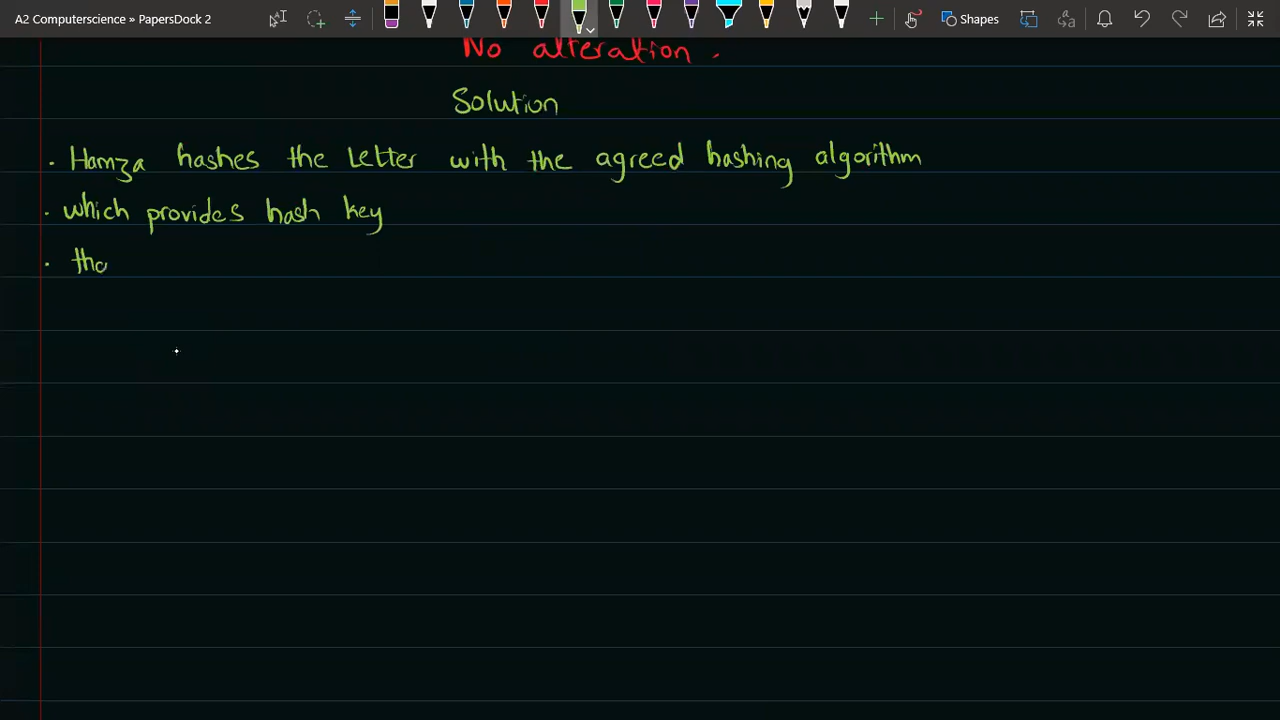 A2 Computerscience » PapersDock 2
Shapes
No alteration.
Solution
· Hamza hashes the Letter with the agreed hashing algorithm
· which provides hash key
· tha